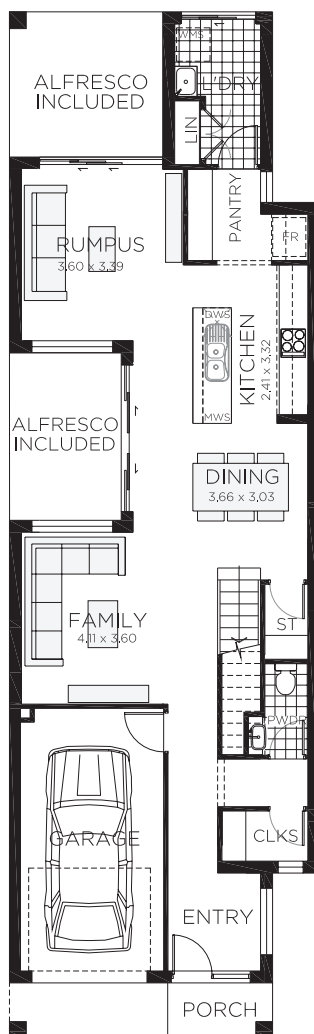 WMS
ALFRESCO
INCLUDED
L'DRY
LIN
PANTRY
FR
RUMPUS
3.60 x 3.39
DWS
KITCHEN
2.41 x 3.32
MWS
ALFRESCO
INCLUDED
DINING
3.66 x 3.03
FAMILY
4.11 x 3.60
ST
PWDR
GARAGE
CLKS
ENTRY
PORCH